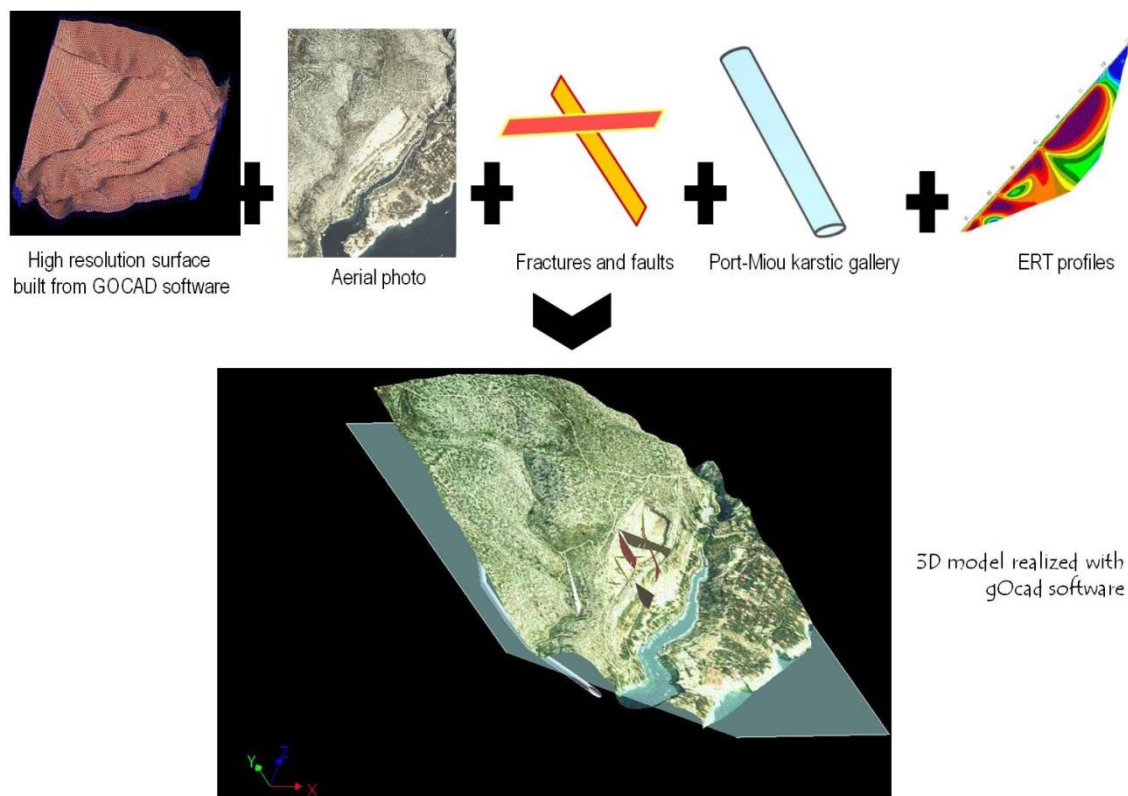 High resolution surface
built from GOCAD software
Aerial photo
Fractures and faults
Port-Miou karstic gallery
ERT profiles
3D model realized with
gOcad software
Y
Z
X